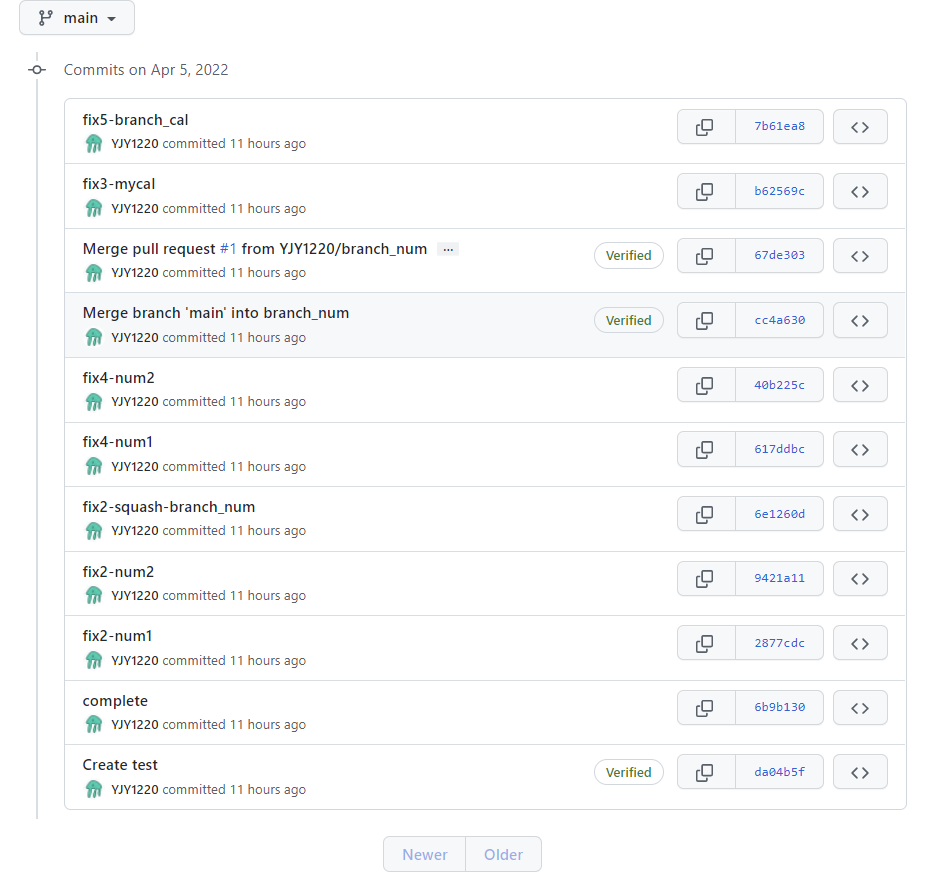 main
Commits on Apr 5, 2022
fix5-branch_cal
YJY1220 committed 11 hours ago
7b61ea8
fix3-mycal
YJY1220 committed 11 hours ago
b62569c
Merge pull request #1 from YJY1220/branch_num ...
YJY1220 committed 11 hours ago
Verified
67de303
Merge branch 'main' into branch_num
YJY1220 committed 11 hours ago
Verified
cc4a630
fix4-num2
YJY1220 committed 11 hours ago
40b225c
fix4-num1
YJY1220 committed 11 hours ago
617ddbc
fix2-squash-branch_num
YJY1220 committed 11 hours ago
6e1260d
fix2-num2
YJY1220 committed 11 hours ago
9421a11
fix2-num1
YJY1220 committed 11 hours ago
2877cdc
complete
YJY1220 committed 11 hours ago
6b9b130
Create test
YJY1220 committed 11 hours ago
Verified
da04b5f
Newer Older